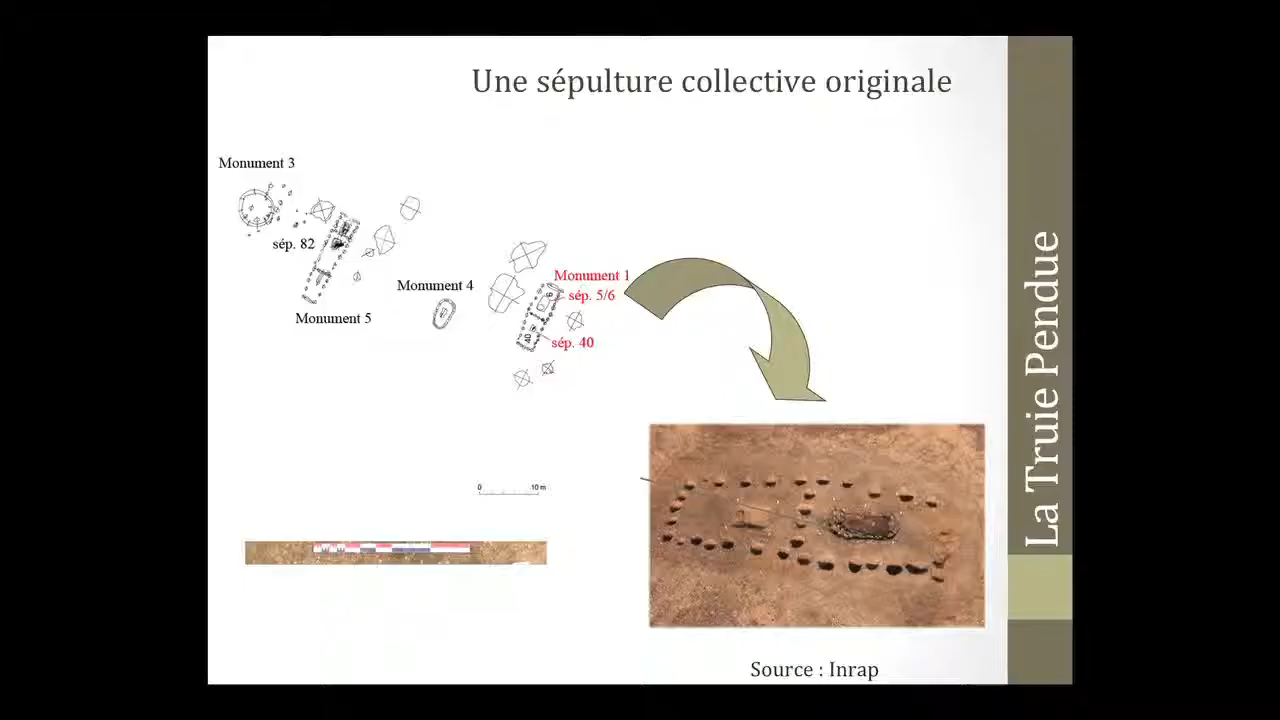 Une sépulture collective originale
Monument 3
sép. 82
Monument 5
Monument 4
Monument 1
sép. 5/6
sép. 40
40
0 10 m
Source : Inrap
La Truie Pendue